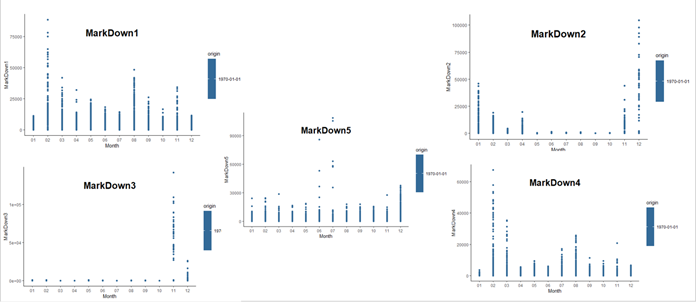 MarkDown1
MarkDown1
75000
50000
25000
0
01 02 03 04 05 06 07 08 09 10 11 12
Month
origin
1970-01-01
MarkDown2
MarkDown2
100000
75000
50000
25000
0
01 02 03 04 05 06 07 08 09 10 11 12
Month
origin
1970-01-01
MarkDown5
MarkDown5
90000
60000
30000
0
01 02 03 04 05 06 07 08 09 10 11 12
Month
origin
1970-01-01
MarkDown3
MarkDown3
1e+05
5e+04
0e+00
01 02 03 04 05 06 07 08 09 10 11 12
Month
origin
197
MarkDown4
MarkDown4
60000
40000
20000
0
01 02 03 04 05 06 07 08 09 10 11 12
Month
origin
1970-01-01